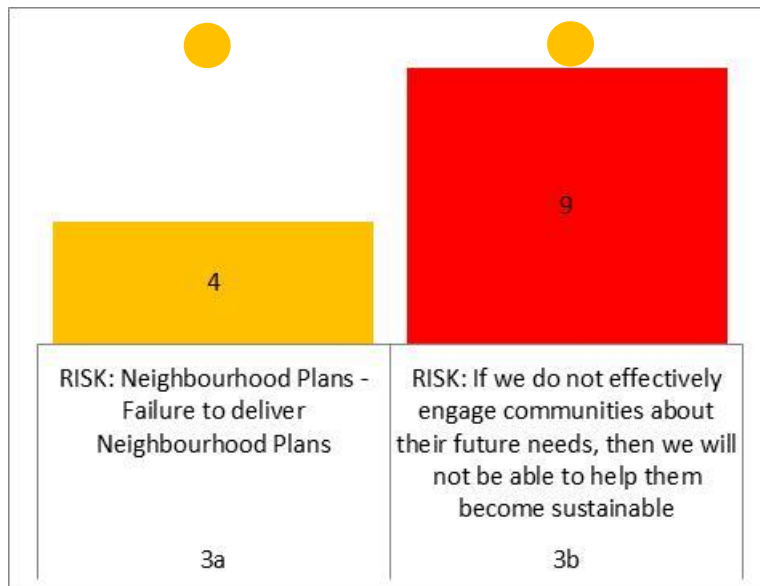 9
4
RISK: Neighbourhood Plans -
Failure to deliver
Neighbourhood Plans
3a
RISK: If we do not effectively
engage communities about
their future needs, then we will
not be able to help them
become sustainable
3b